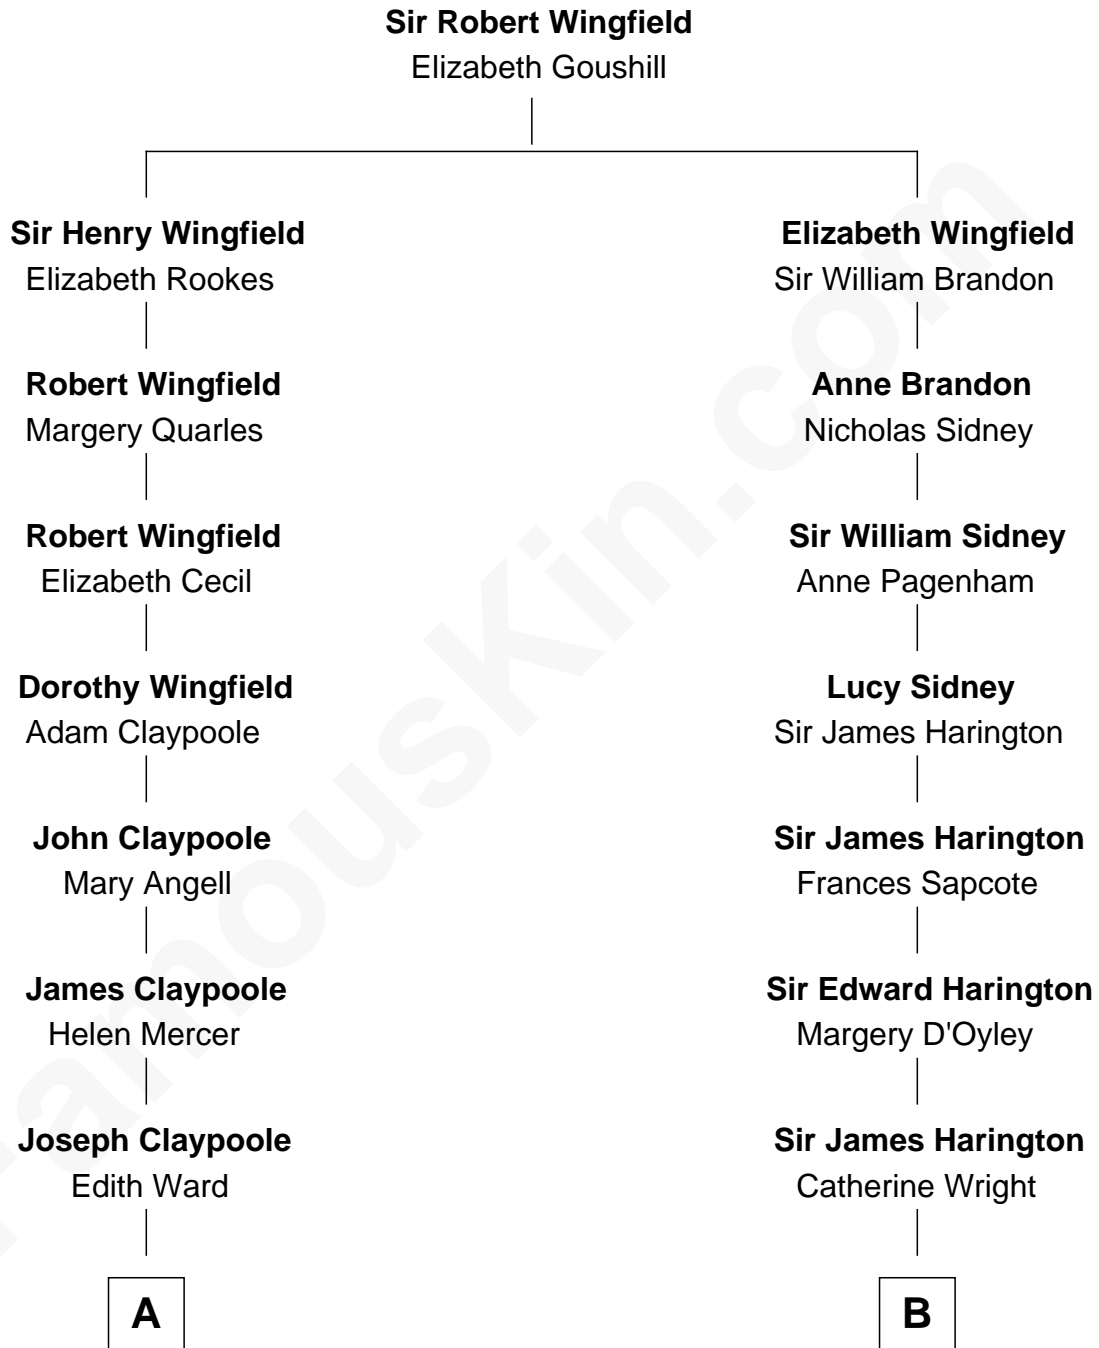 Sir Robert Wingfield
Elizabeth Goushill
Sir Henry Wingfield
Elizabeth Rookes
Elizabeth Wingfield
Sir William Brandon
Robert Wingfield
Margery Quarles
Anne Brandon
Nicholas Sidney
Robert Wingfield
Elizabeth Cecil
Sir William Sidney
Anne Pagenham
Dorothy Wingfield
Adam Claypoole
Lucy Sidney
Sir James Harington
John Claypoole
Mary Angell
Sir James Harington
Frances Sapcote
James Claypoole
Helen Mercer
Sir Edward Harington
Margery D'Oyley
Joseph Claypoole
Edith Ward
Sir James Harington
Catherine Wright
A
B
FamousKin.com